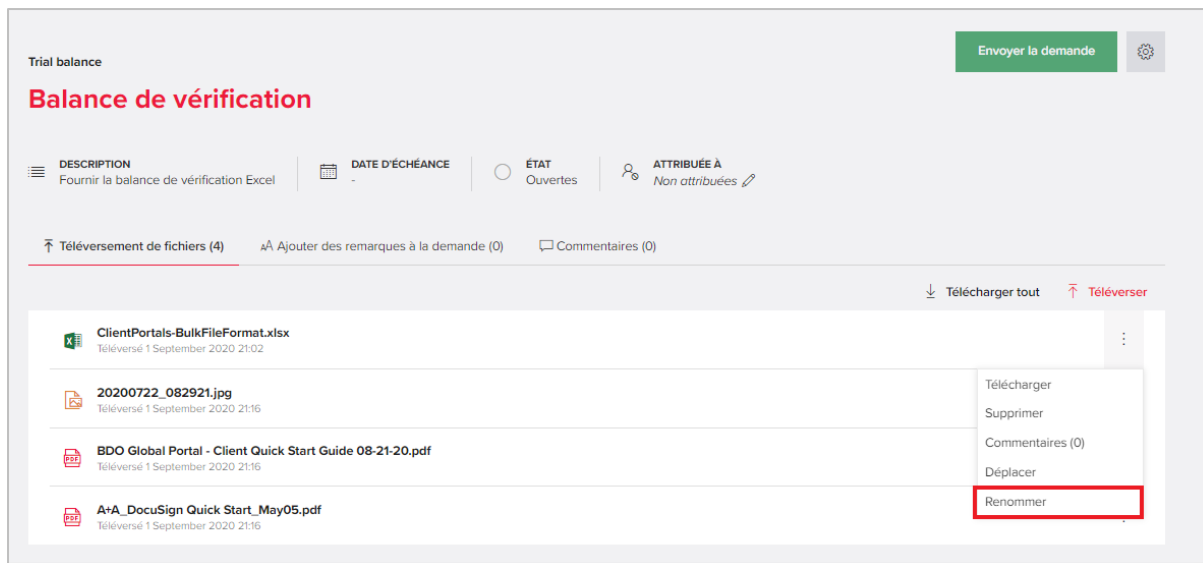 Envoyer la demande
Trial balance
Balance de vérification
DESCRIPTION
Fournir la balance de vérification Excel
DATE D'ÉCHÉANCE
-
ÉTAT
Ouvertes
ATTRIBUÉE À
Non attribuées
Téléversement de fichiers (4)
AA Ajouter des remarques à la demande (0)
Commentaires (0)
Télécharger tout
Téléverser
ClientPortals-BulkFileFormat.xlsx
Téléversé 1 September 2020 21:02
20200722_082921.jpg
Téléversé 1 September 2020 21:16
BDO Global Portal - Client Quick Start Guide 08-21-20.pdf
Téléversé 1 September 2020 21:16
A+A_DocuSign Quick Start_May05.pdf
Téléversé 1 September 2020 21:16
Télécharger
Supprimer
Commentaires (0)
Déplacer
Renommer
X
PDF
PDF